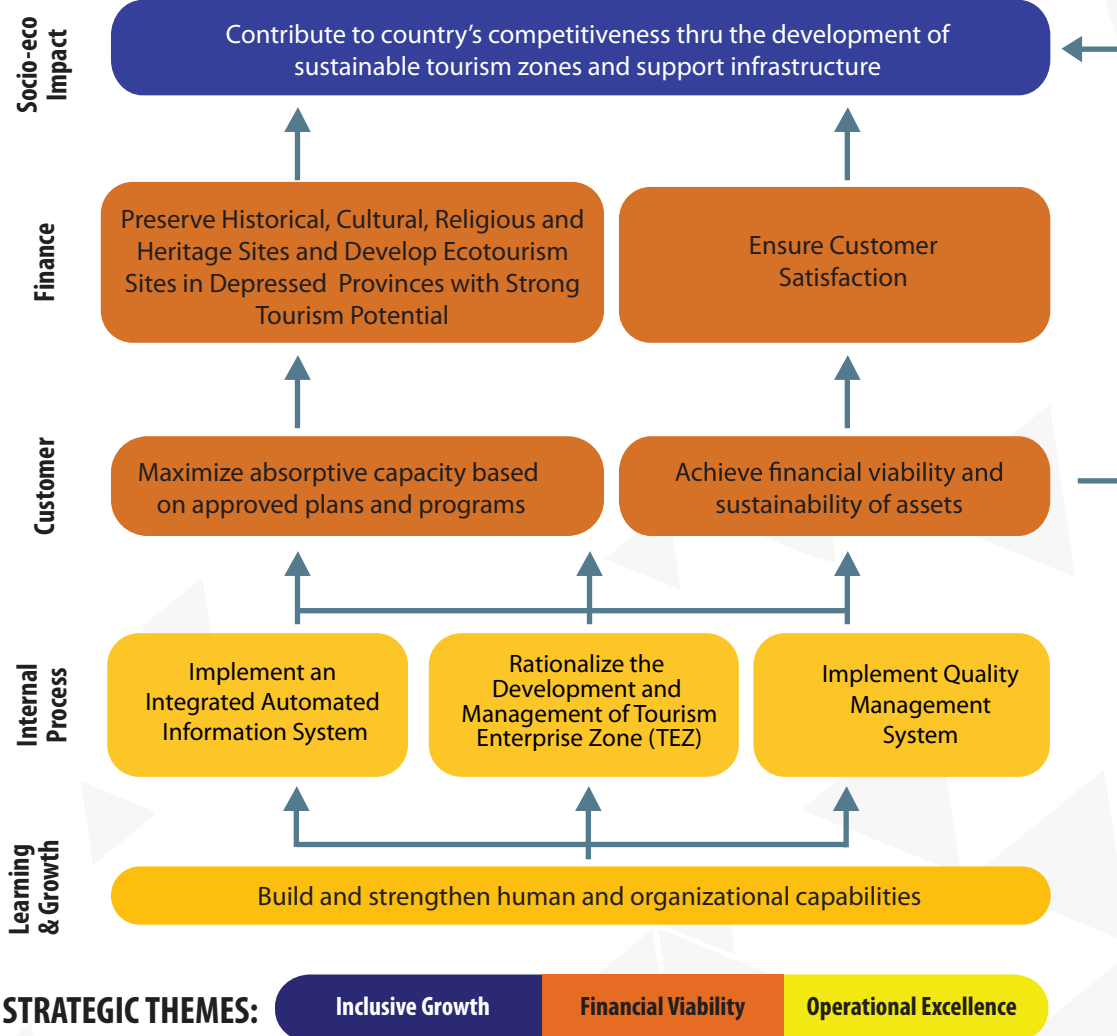 Socio-eco
Impact
Contribute to country's competitiveness thru the development of
sustainable tourism zones and support infrastructure
Finance
Preserve Historical, Cultural, Religious and
Heritage Sites and Develop Ecotourism
Sites in Depressed Provinces with Strong
Tourism Potential
Ensure Customer
Satisfaction
Customer
Maximize absorptive capacity based
on approved plans and programs
Achieve financial viability and
sustainability of assets
Internal
Process
Implement an
Integrated Automated
Information System
Rationalize the
Development and
Management of Tourism
Enterprise Zone (TEZ)
Implement Quality
Management
System
Learning
& Growth
Build and strengthen human and organizational capabilities
STRATEGIC THEMES:
Inclusive Growth
Financial Viability
Operational Excellence